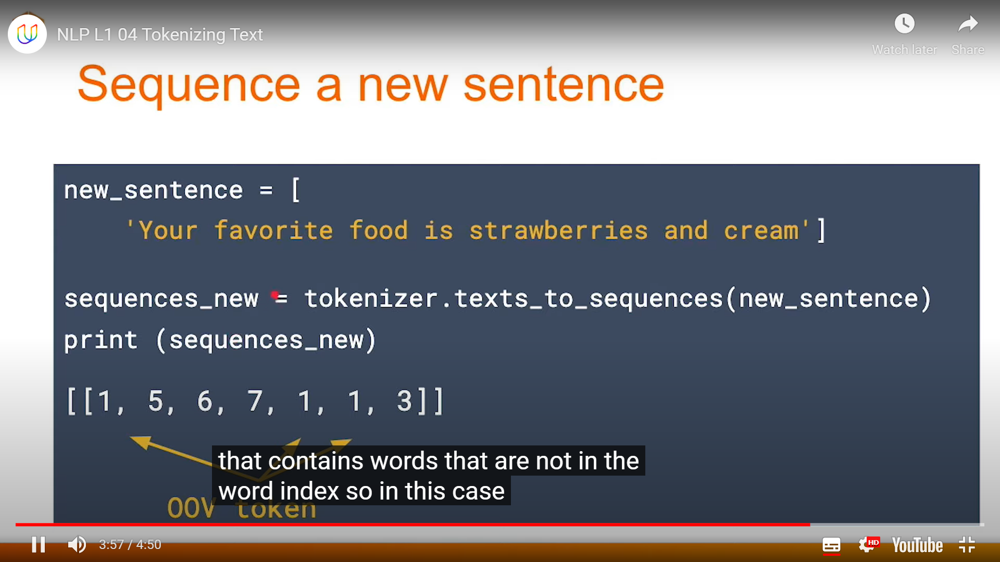 NLP L1 04 Tokenizing Text
Watch later
Share
Sequence a new sentence
new_sentence = [
'Your favorite food is strawberries and cream']
sequences_new = tokenizer.texts_to_sequences(new_sentence)
print (sequences_new)
[[1, 5, 6, 7, 1, 1, 3]]
that contains words that are not in the
word index so in this case
OOV token
3:57 / 4:50
HD
YouTube